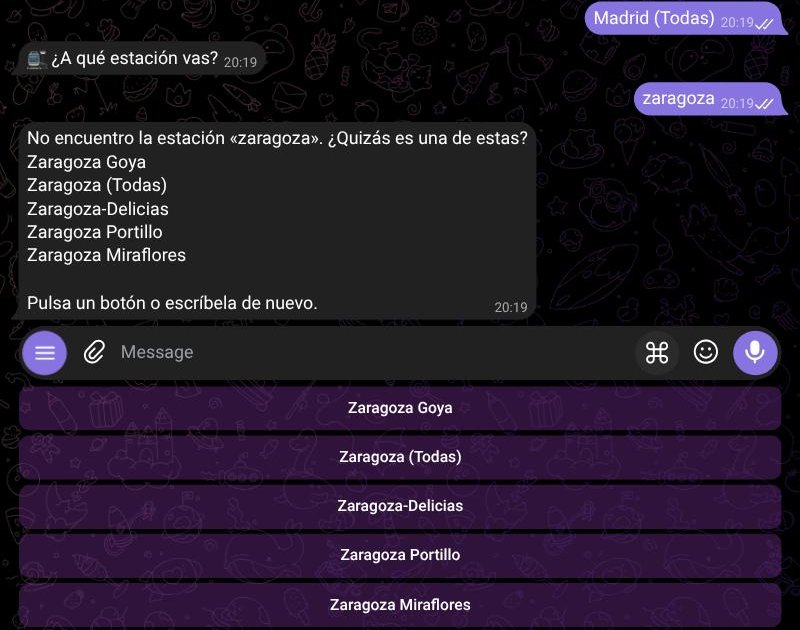 Madrid (Todas) 20:19
¿A qué estación vas? 20:19
zaragoza 20:19
No encuentro la estación «zaragoza». ¿Quizás es una de estas?
Zaragoza Goya
Zaragoza (Todas)
Zaragoza-Delicias
Zaragoza Portillo
Zaragoza Miraflores
Pulsa un botón o escríbela de nuevo. 20:19
Message
Zaragoza Goya
Zaragoza (Todas)
Zaragoza-Delicias
Zaragoza Portillo
Zaragoza Miraflores